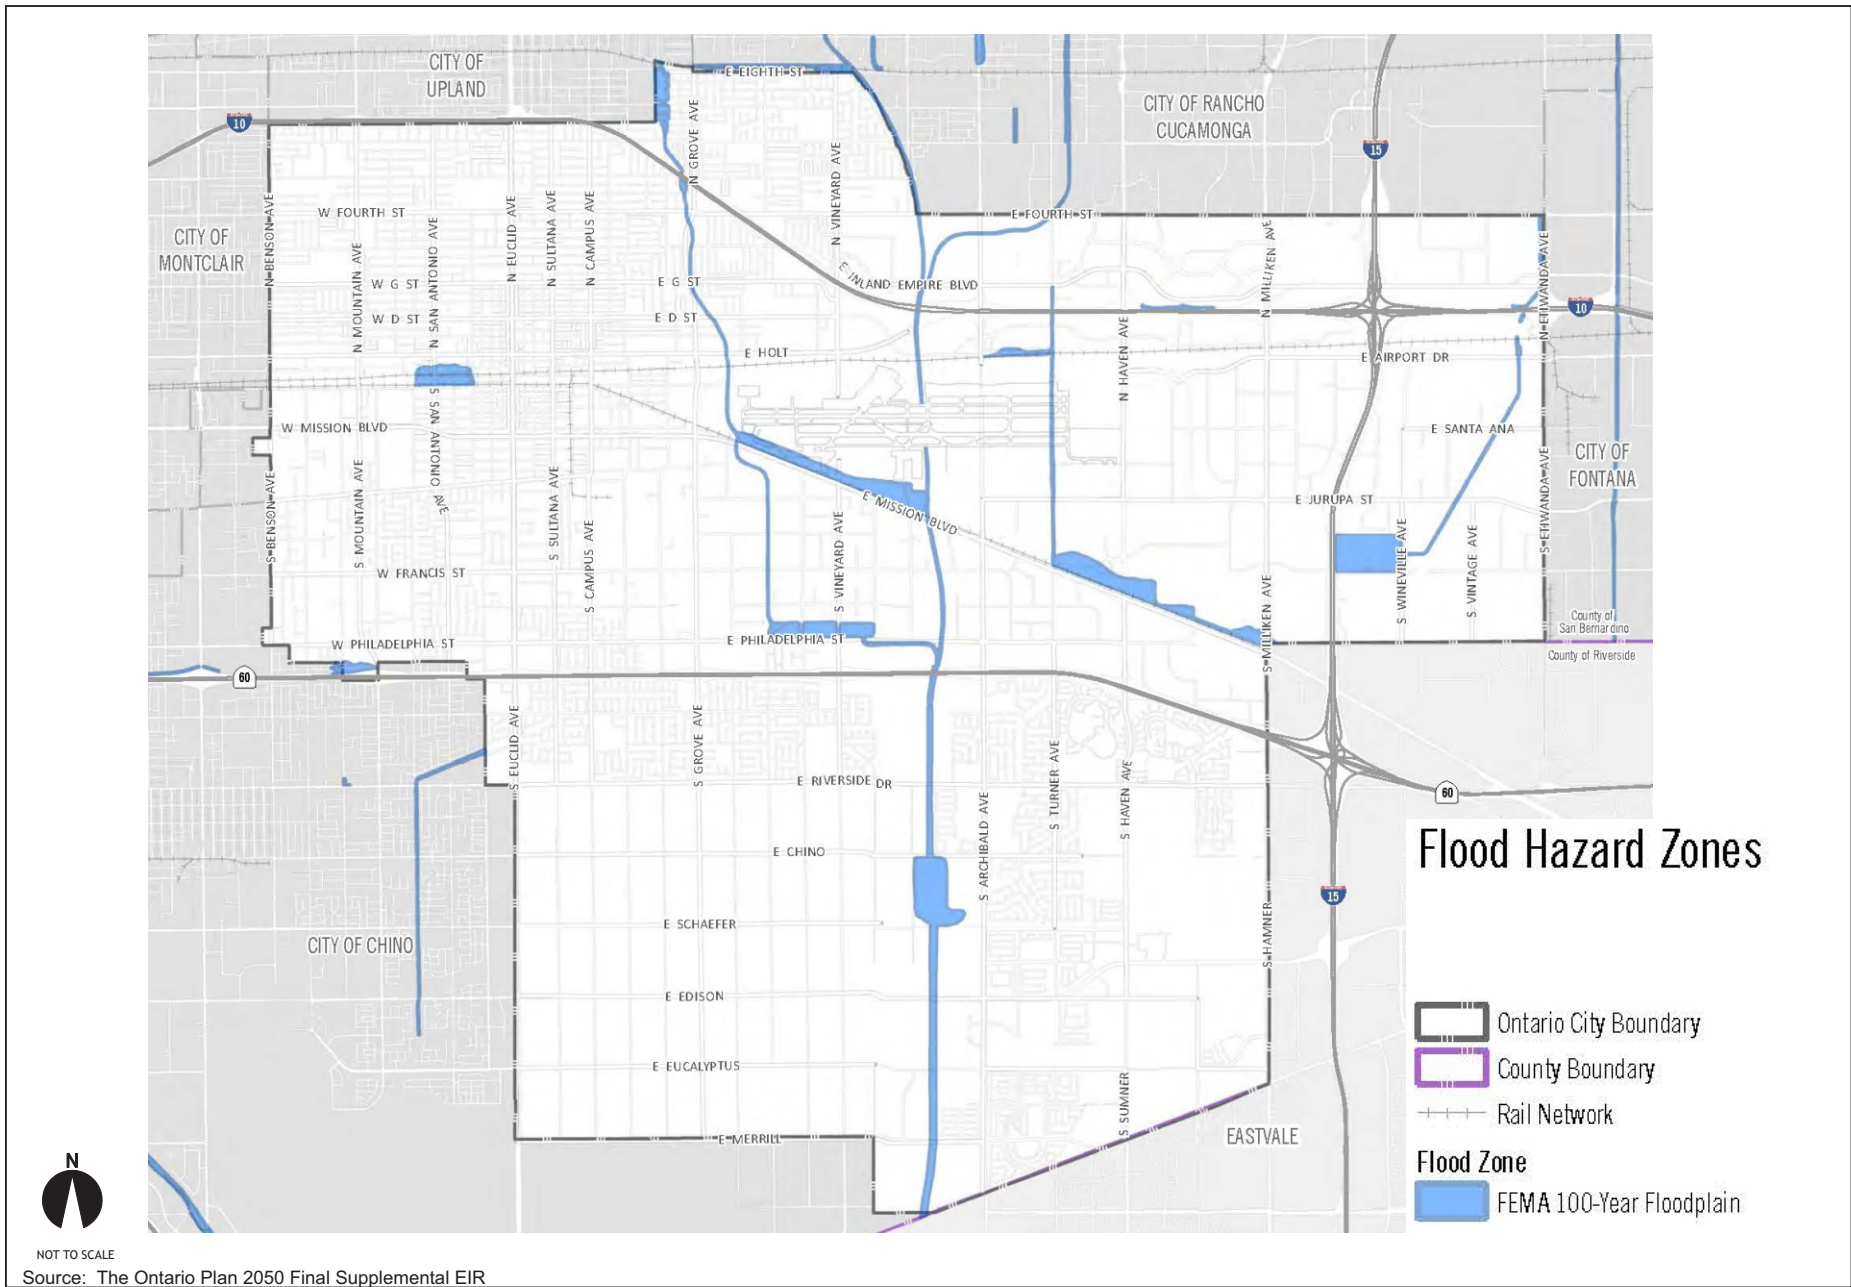 CITY OF
UPLAND
E EIGHTH ST
CITY OF RANCHO
CUCAMONGA
10
15
N GROVE AVE
N VINEYARD AVE
CITY OF
MONTCLAIR
N BENSON AVE
W FOURTH ST
N MOUNTAIN AVE
N SAN ANTONIO AVE
N EUCLID AVE
N SULTANA AVE
N CAMPUS AVE
E FOURTH ST
N MILLIKEN AVE
N ETIWANDA AVE
W G ST
E G ST
E INLAND EMPIRE BLVD
W D ST
E D ST
10
E HOLT
N HAVEN AVE
E AIRPORT DR
W MISSION BLVD
S SAN ANTONIO AVE
E SANTA ANA
CITY OF
FONTANA
S BENSON AVE
S MOUNTAIN AVE
S SULTANA AVE
S CAMPUS AVE
E MISSION BLVD
S VINEYARD AVE
E JURUPA ST
S WINEVILLE AVE
S VINTAGE AVE
S ETIWANDA AVE
W FRANCIS ST
S MILLIKEN AVE
County of
San Bernardino
County of Riverside
W PHILADELPHIA ST
E PHILADELPHIA ST
60
S EUCLID AVE
S GROVE AVE
E RIVERSIDE DR
S ARCHIBALD AVE
S TURNER AVE
S HAVEN AVE
60
E CHINO
15
CITY OF CHINO
E SCHAEFER
S HAMNER
E EDISON
E EUCALYPTUS
S SUMNER
E MERRILL
EASTVALE
Flood Hazard Zones
Ontario City Boundary
County Boundary
Rail Network
Flood Zone
FEMA 100-Year Floodplain
N
NOT TO SCALE
Source: The Ontario Plan 2050 Final Supplemental EIR